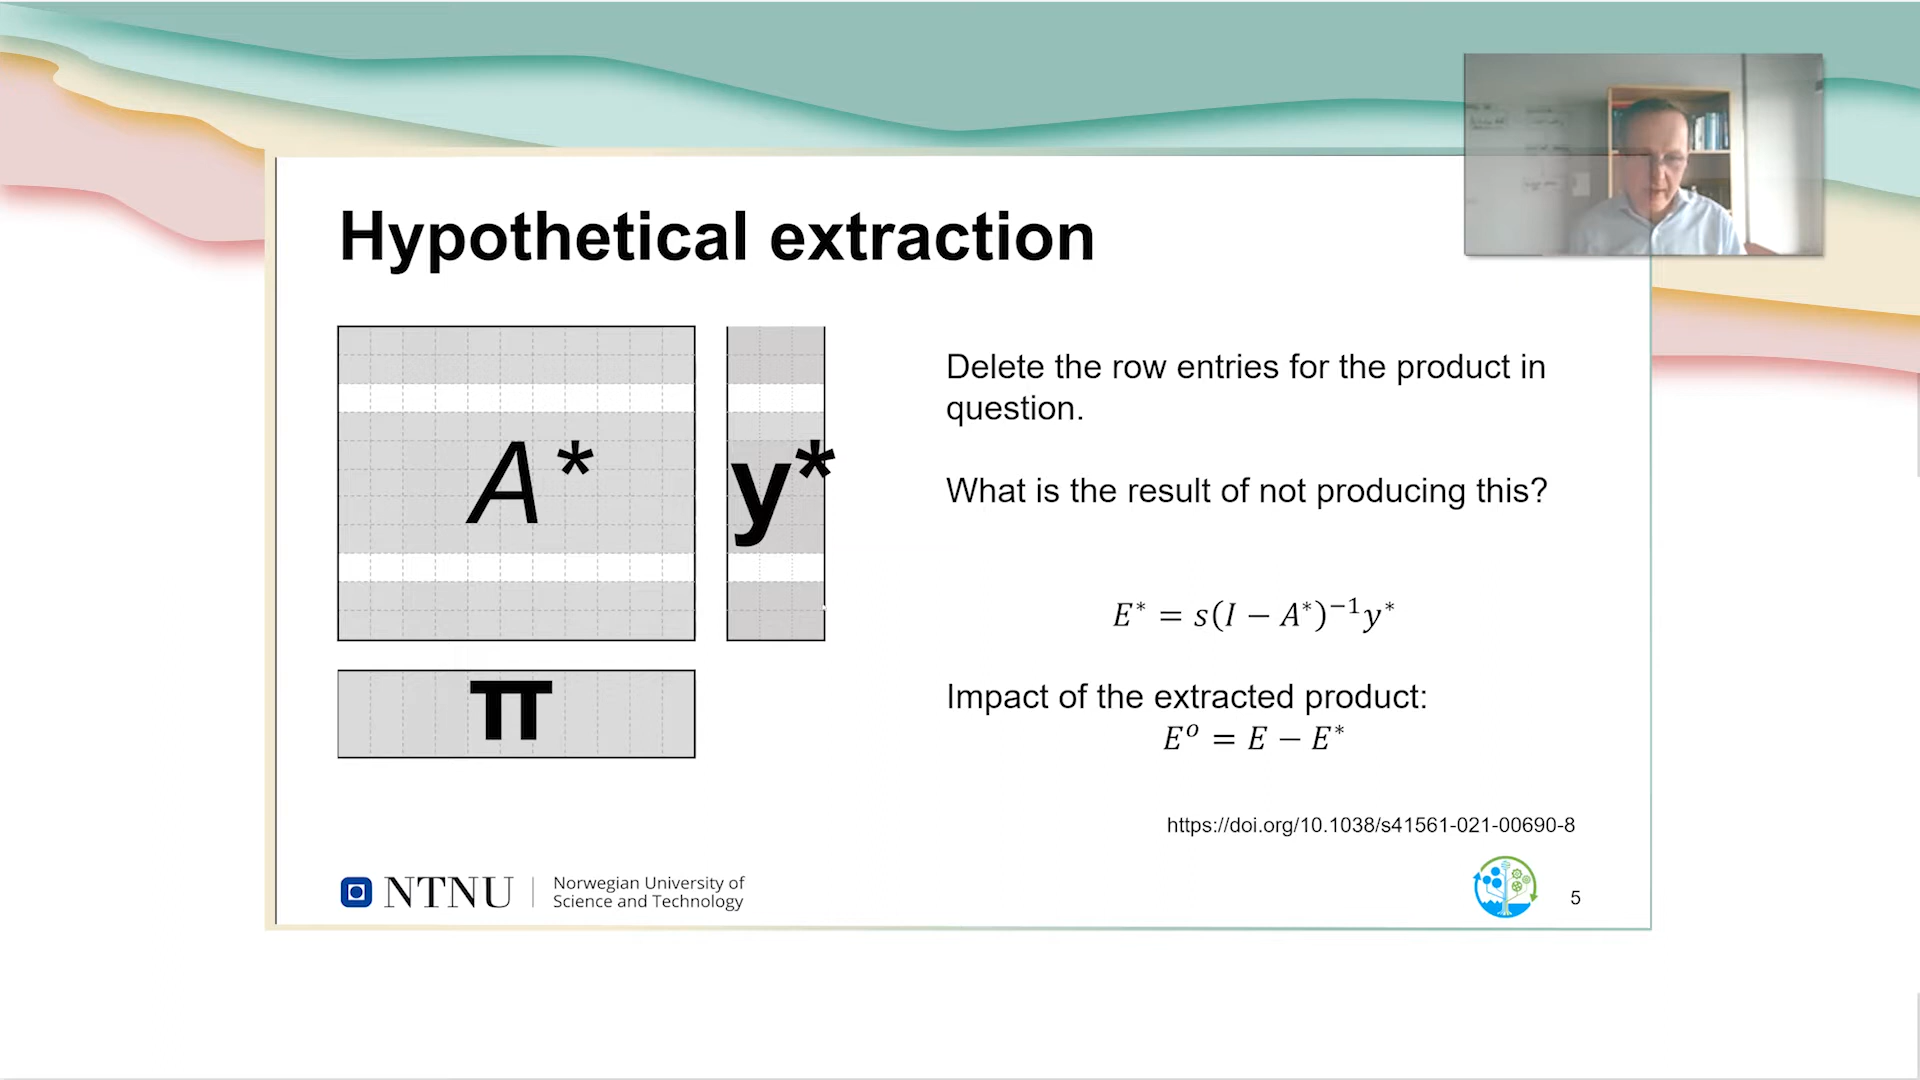 Hypothetical extraction
A*
y*
π
Delete the row entries for the product in
question.
What is the result of not producing this?
E* = s(I − A*)⁻¹y*
Impact of the extracted product:
Eᵒ = E − E*
https://doi.org/10.1038/s41561-021-00690-8
NTNU
Norwegian University of
Science and Technology
5